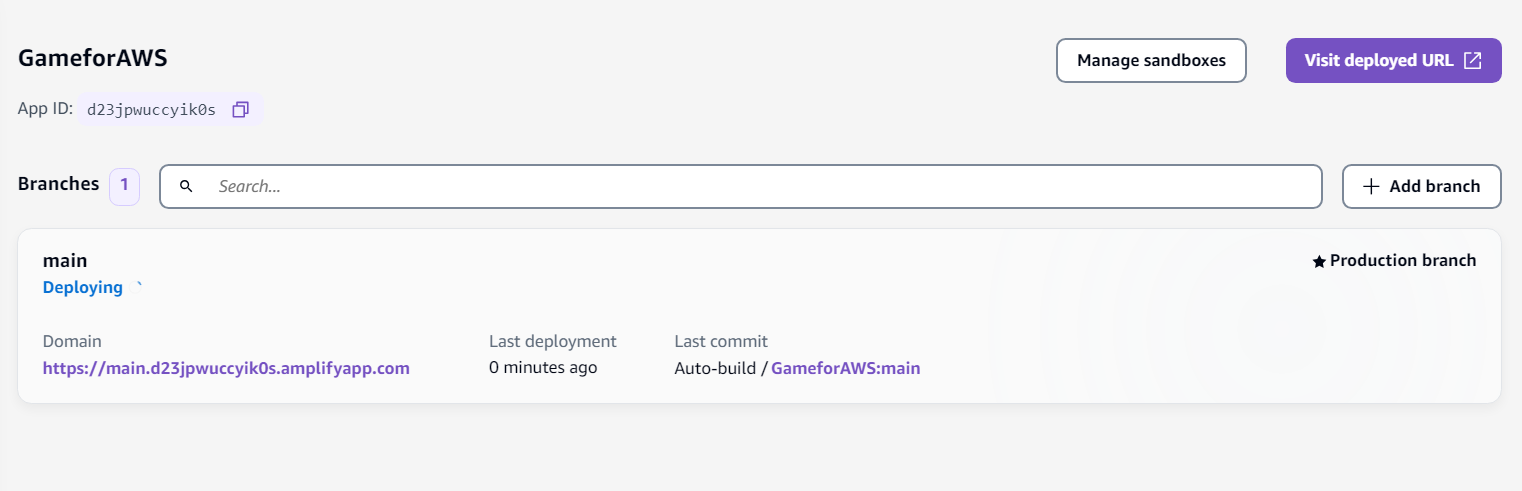 GameforAWS
Manage sandboxes
Visit deployed URL
App ID: d23jpwuccyik0s
Branches 1
Search...
Add branch
main
Production branch
Deploying
Domain
Last deployment
Last commit
https://main.d23jpwuccyik0s.amplifyapp.com
0 minutes ago
Auto-build / GameforAWS:main